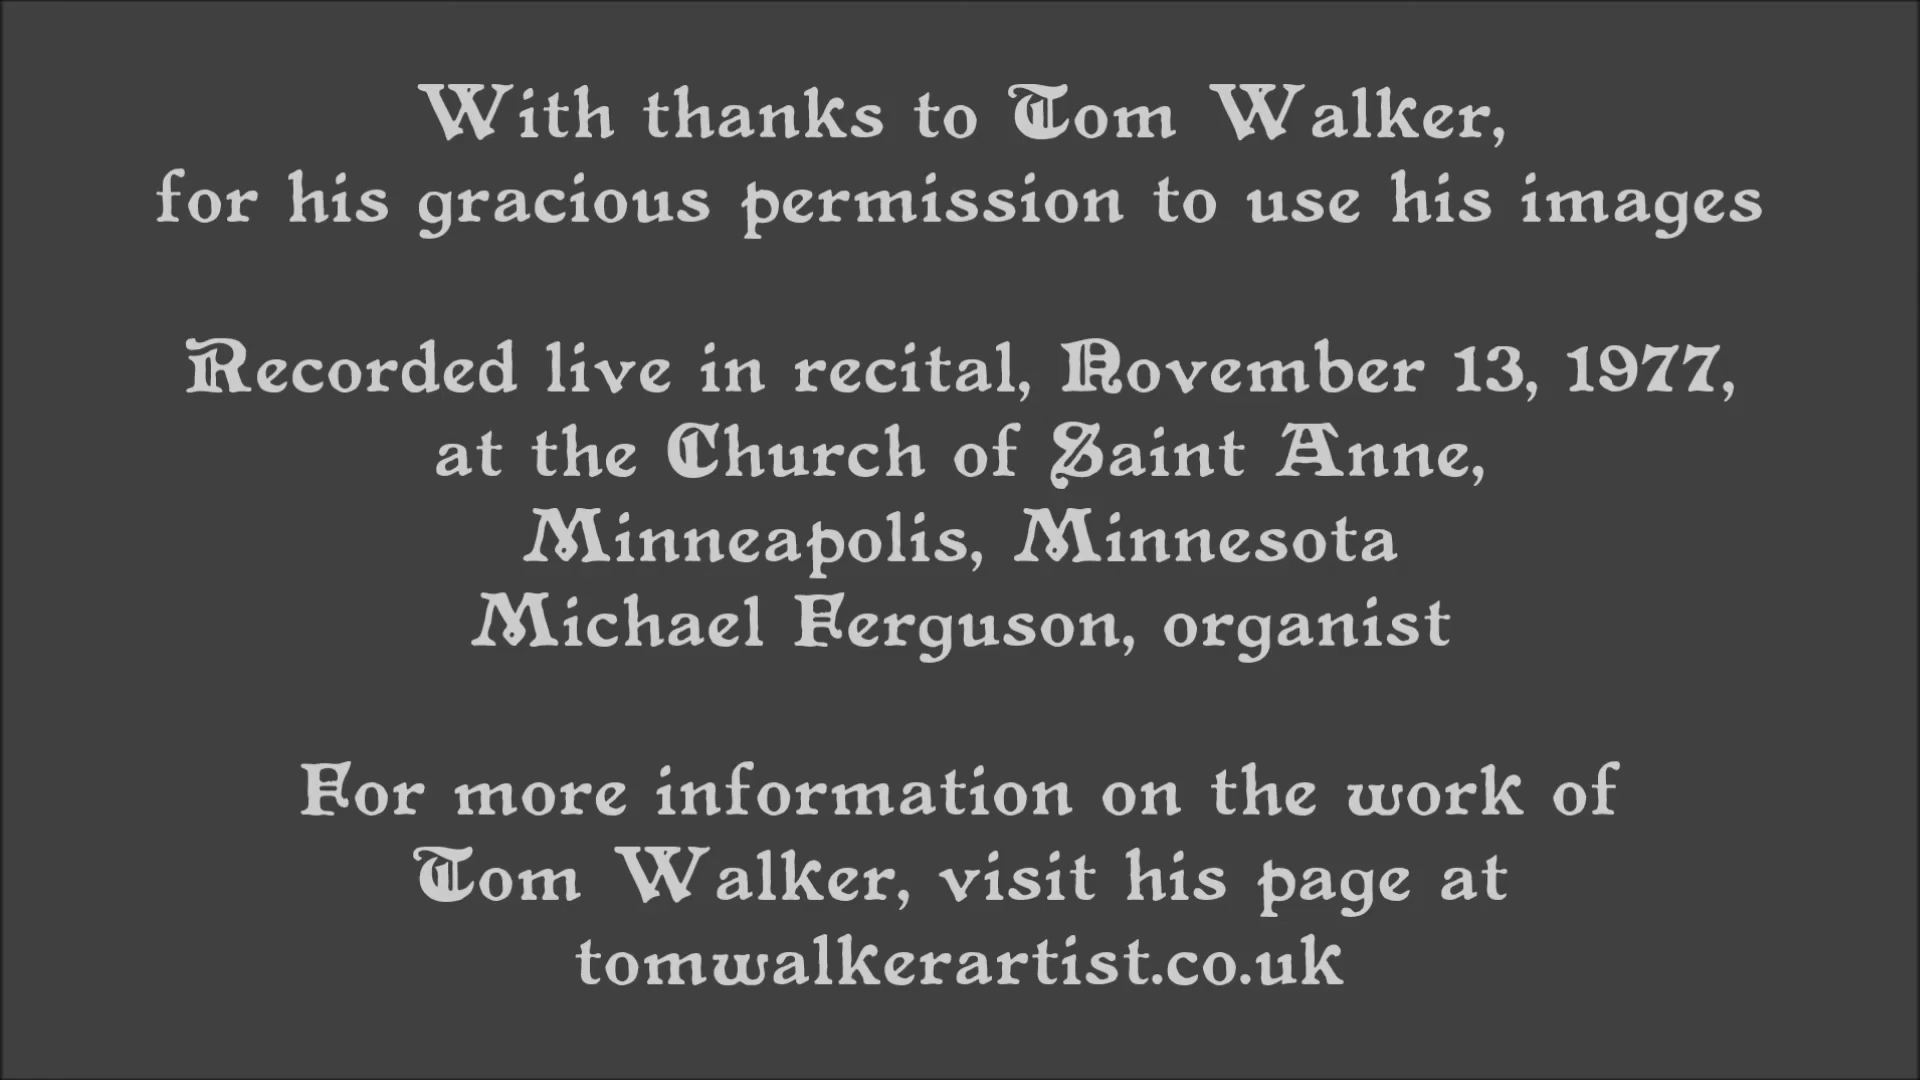 With thanks to Tom Walker,
for his gracious permission to use his images
Recorded live in recital, November 13, 1977,
at the Church of Saint Anne,
Minneapolis, Minnesota
Michael Ferguson, organist
For more information on the work of
Tom Walker, visit his page at
tomwalkerartist.co.uk